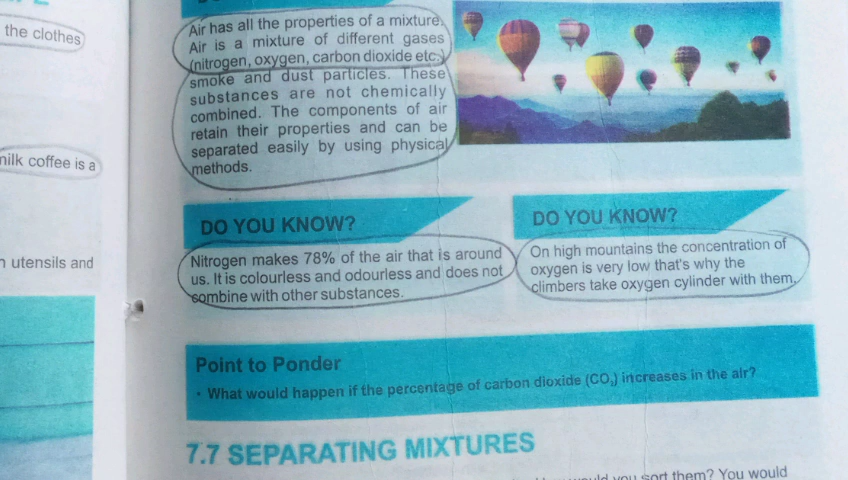 the clothes
milk coffee is a
utensils and
Air has all the properties of a mixture.
Air is a mixture of different gases
(nitrogen, oxygen, carbon dioxide etc.)
smoke and dust particles. These
substances are not chemically
combined. The components of air
retain their properties and can be
separated easily by using physical
methods.
DO YOU KNOW?
Nitrogen makes 78% of the air that is around
us. It is colourless and odourless and does not
combine with other substances.
DO YOU KNOW?
On high mountains the concentration of
oxygen is very low that's why the
climbers take oxygen cylinder with them.
Point to Ponder
• What would happen if the percentage of carbon dioxide (CO₂) increases in the air?
7.7 SEPARATING MIXTURES
would you sort them? You would